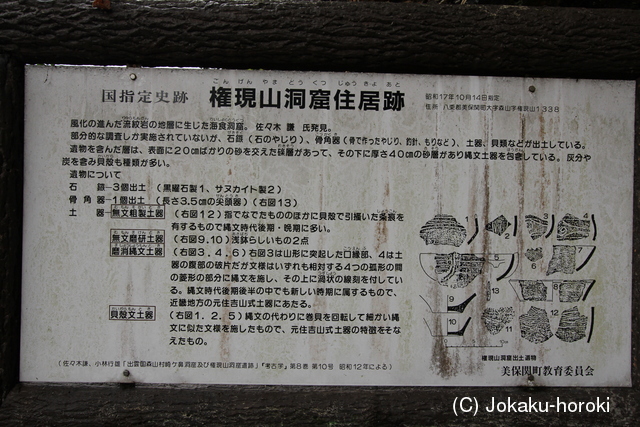 国指定史跡
ごん げん やま どう くつ じゅう きょ あと
権現山洞窟住居跡
昭和17年10月14日指定
住所 八束郡美保関町大字森山字権現山1338
風化の進んだ流紋岩の地層に生じた海食洞窟。 佐々木 謙 氏発見。
部分的な調査しか実施されていないが、石鏃（石のやじり）、骨角器（骨で作ったやじり、釣針、もりなど）、土器、貝類などが出土している。
遺物を含んだ層は、表面に20㎝ばかりの砂を交えた礫層があって、その下に厚さ40㎝の砂層があり縄文土器を包含している。灰分や
炭を含み貝殻も種類が多い。
遺物について
石 鏃－3個出土 （黒曜石製1、サヌカイト製2）
骨 角 器－1個出土 （長さ3.5㎝の尖頭器）（右図13）
土 器－無文粗製土器 （右図12）指でなでたもののほかに貝殻で引掻いた条痕を
有するもので縄文時代後期・晩期に多い。
無文磨研土器 （右図9.10）浅鉢らしいもの2点
磨消縄文土器 （右図3，4，6）右図3は山形に突起した口縁部、4は土
器の腹部の破片だが文様はいずれも相対する4つの弧形の間
の菱形の部分に縄文を施し、その上に渦状の線刻を付してい
る。縄文時代後期後半の中でも新しい時期に属するもので、
近畿地方の元住吉山式土器にあたる。
貝殻文土器 （右図1．2．5）縄文の代わりに巻貝を回転して細かい縄
文に似た文様を施したもので、元住吉山式土器の特徴をそな
えたもの。
1
2
3
4
5
6
7
8
9
10
11
12
13
権現山洞窟出土遺物
（佐々木謙、小林行雄「出雲国森山村崎ケ鼻洞窟及び権現山洞窟遺跡」『考古学』第8巻 第10号 昭和12年による）
美保関町教育委員会
(C) Jokaku-horoki